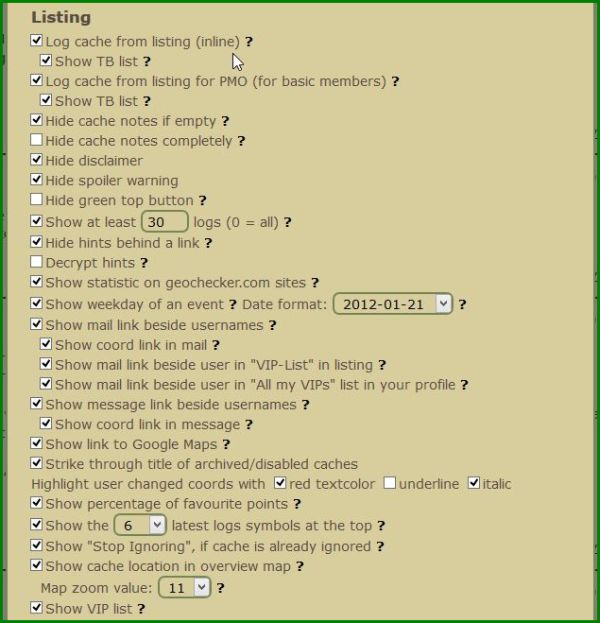 Listing
Log cache from listing (inline) ?
Show TB list ?
Log cache from listing for PMO (for basic members) ?
Show TB list ?
Hide cache notes if empty ?
Hide cache notes completely ?
Hide disclaimer
Hide spoiler warning
Hide green top button ?
Show at least 30 logs (0 = all) ?
Hide hints behind a link ?
Decrypt hints ?
Show statistic on geochecker.com sites ?
Show weekday of an event ? Date format: 2012-01-21 ?
Show mail link beside usernames ?
Show coord link in mail ?
Show mail link beside user in "VIP-List" in listing ?
Show mail link beside user in "All my VIPs" list in your profile ?
Show message link beside usernames ?
Show coord link in message ?
Show link to Google Maps ?
Strike through title of archived/disabled caches
Highlight user changed coords with red textcolor underline italic
Show percentage of favourite points ?
Show the 6 latest logs symbols at the top ?
Show "Stop Ignoring", if cache is already ignored ?
Show cache location in overview map ?
Map zoom value: 11 ?
Show VIP list ?